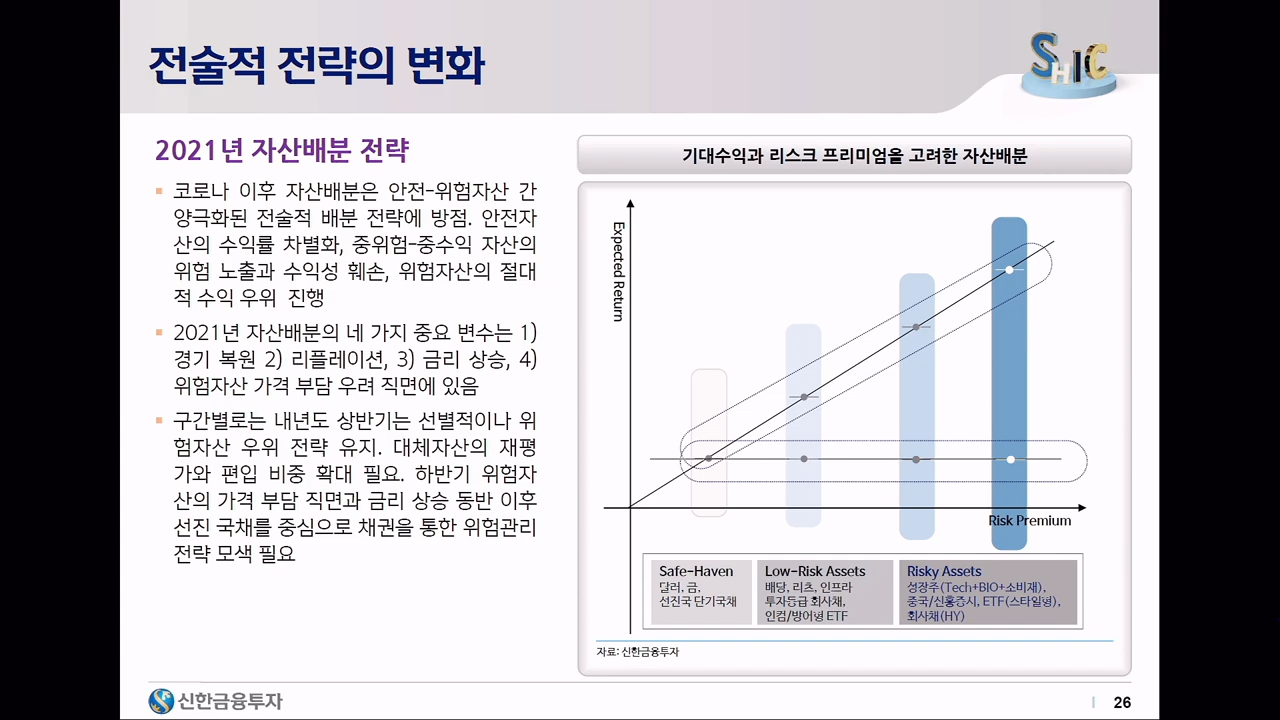 전술적 전략의 변화
SHIC
2021년 자산배분 전략
▪ 코로나 이후 자산배분은 안전-위험자산 간
양극화된 전술적 배분 전략에 방점. 안전자
산의 수익률 차별화, 중위험-중수익 자산의
위험 노출과 수익성 훼손, 위험자산의 절대
적 수익 우위 진행
▪ 2021년 자산배분의 네 가지 중요 변수는 1)
경기 복원 2) 리플레이션, 3) 금리 상승, 4)
위험자산 가격 부담 우려 직면에 있음
▪ 구간별로는 내년도 상반기는 선별적이나 위
험자산 우위 전략 유지. 대체자산의 재평
가와 편입 비중 확대 필요. 하반기 위험자
산의 가격 부담 직면과 금리 상승 동반 이후
선진 국채를 중심으로 채권을 통한 위험관리
전략 모색 필요
기대수익과 리스크 프리미엄을 고려한 자산배분
Expected Return
Risk Premium
Safe-Haven
달러, 금,
선진국 단기국채
Low-Risk Assets
배당, 리츠, 인프라
투자등급 회사채,
인컴/방어형 ETF
Risky Assets
성장주(Tech+BIO+소비재),
중국/신흥증시, ETF(스타일형),
회사채(HY)
자료: 신한금융투자
신한금융투자
26